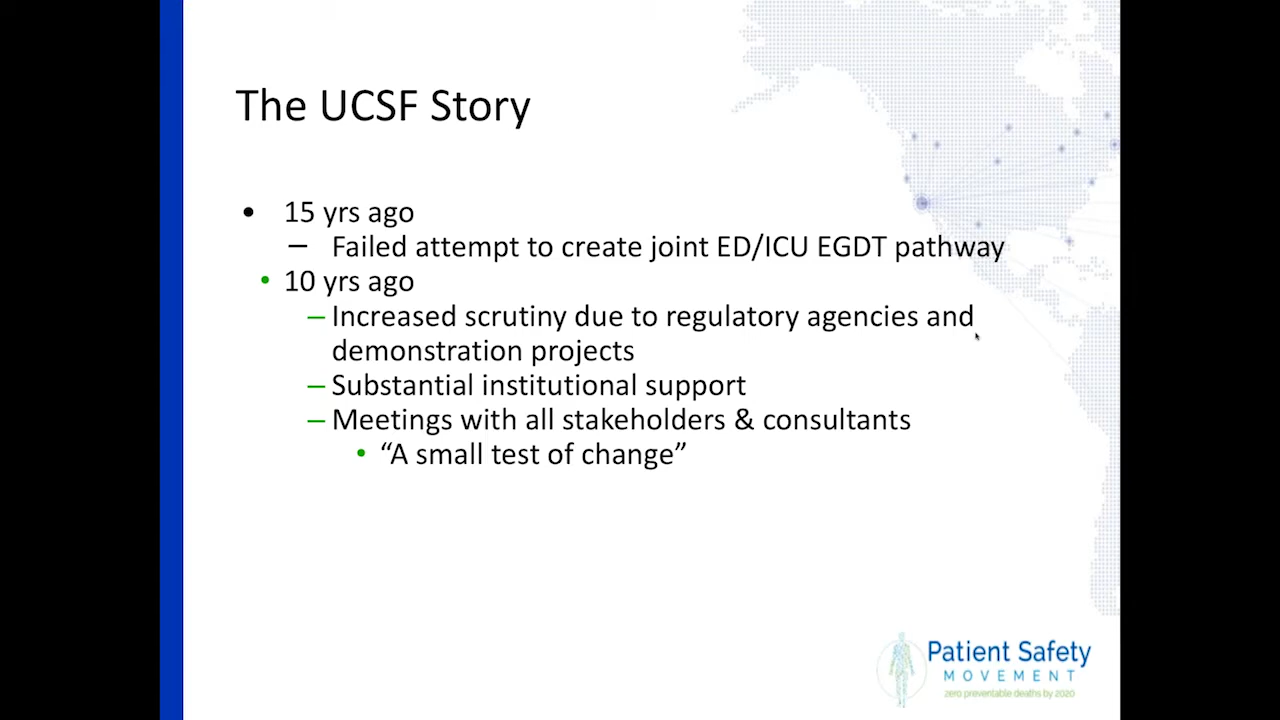 The UCSF Story
• 15 yrs ago
– Failed attempt to create joint ED/ICU EGDT pathway
• 10 yrs ago
– Increased scrutiny due to regulatory agencies and
demonstration projects
– Substantial institutional support
– Meetings with all stakeholders & consultants
• “A small test of change”
Patient Safety
MOVEMENT
zero preventable deaths by 2020